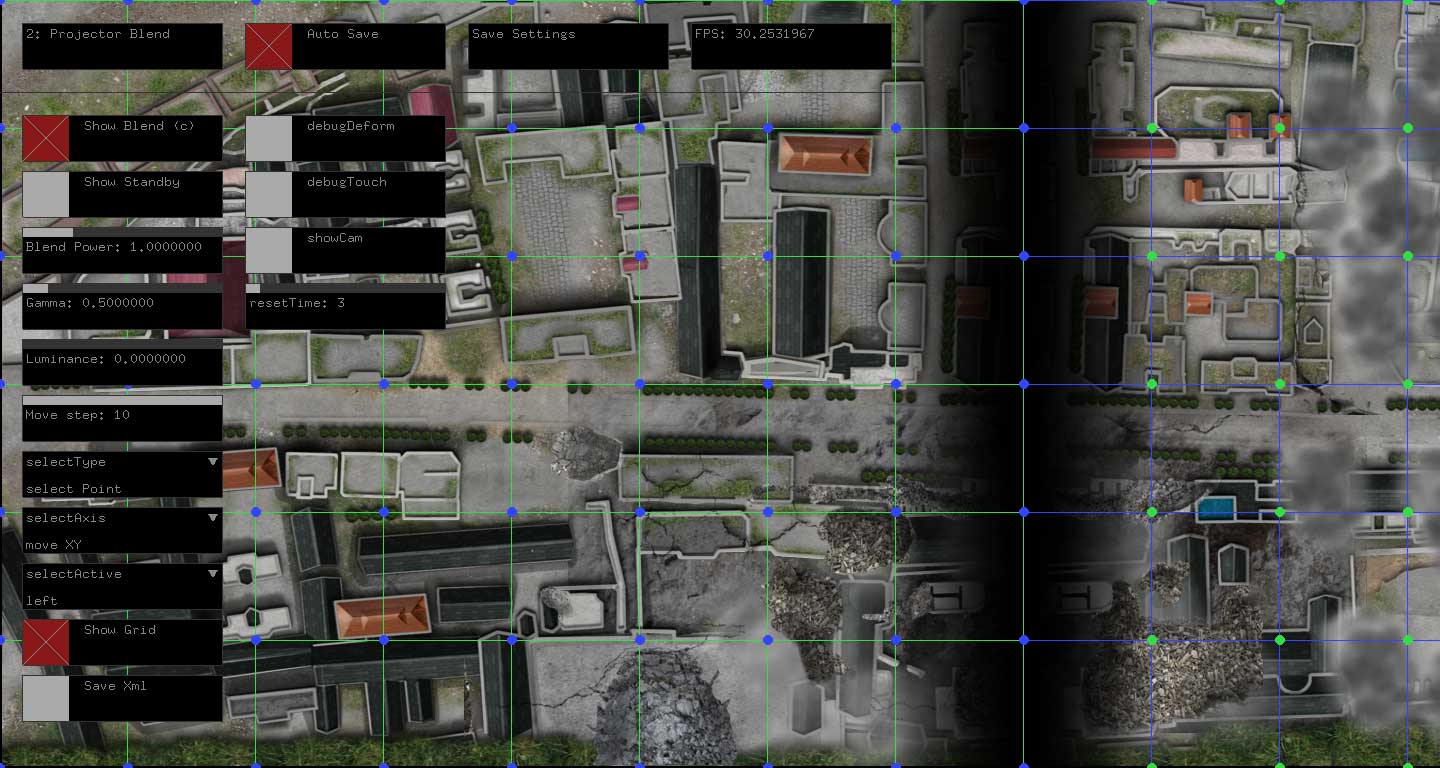 2: Projector Blend
Auto Save
Save Settings
FPS: 30.2531967
Show Blend (c)
debugDeform
Show Standby
debugTouch
Blend Power: 1.0000000
showCam
Gamma: 0.5000000
resetTime: 3
Luminance: 0.0000000
Move step: 10
selectType
select Point
selectAxis
move XY
selectActive
left
Show Grid
Save Xml